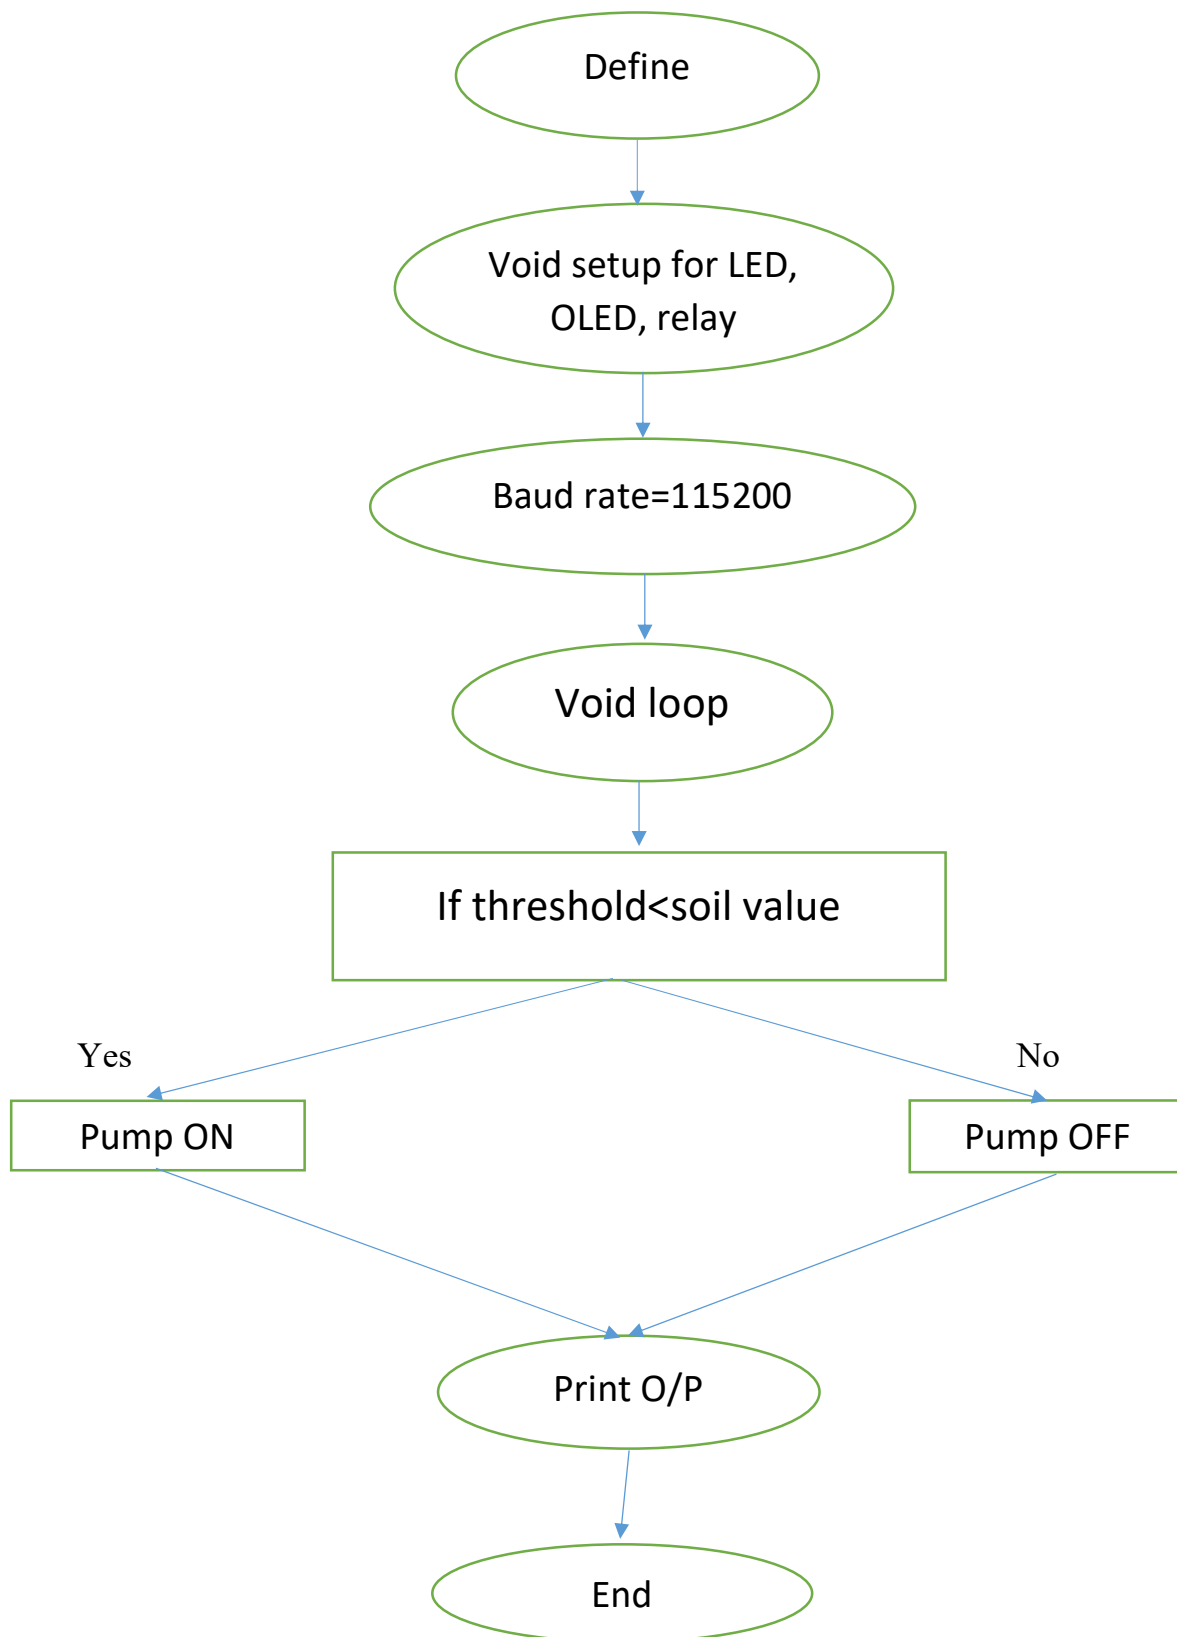 Define
Void setup for LED,
OLED, relay
Baud rate=115200
Void loop
If threshold<soil value
Yes
No
Pump ON
Pump OFF
Print O/P
End